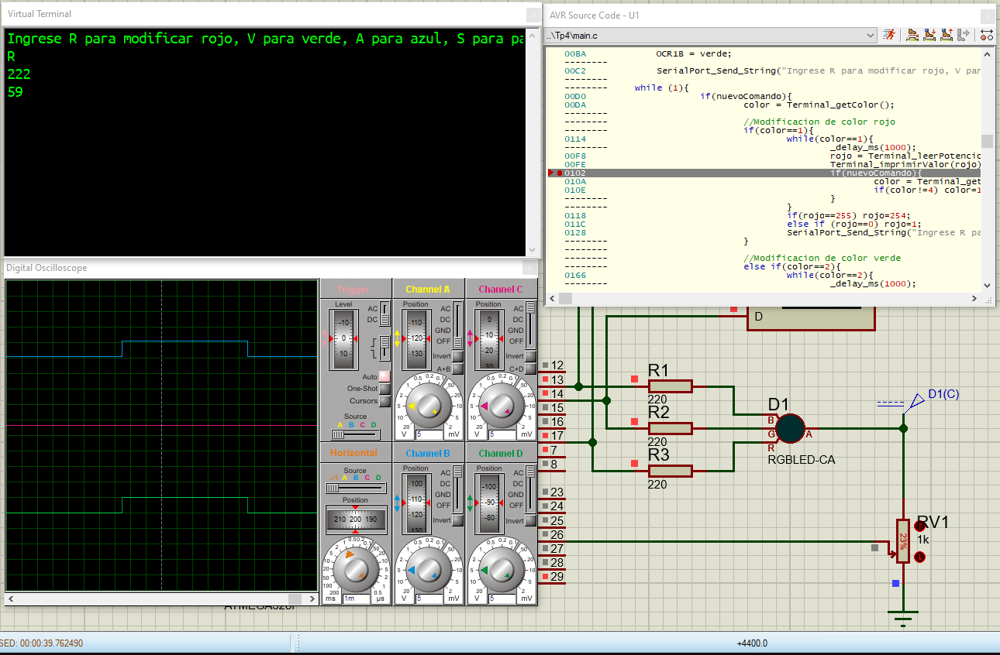 Virtual Terminal
Ingrese R para modificar rojo, V para verde, A para azul, S para pa
R
222
59
AVR Source Code - U1
..\Tp4\main.c
00BA OCR1B = verde;
--------
00C2 SerialPort_Send_String("Ingrese R para modificar rojo, V par
--------
-------- while (1){
00D0 if(nuevoComando){
00DA color = Terminal_getColor();
--------
-------- //Modificacion de color rojo
-------- if(color==1){
0114 while(color==1){
-------- _delay_ms(1000);
00F8 rojo = Terminal_leerPotencio
00FE Terminal_imprimirValor(rojo)
0102 if(nuevoComando){
010A color = Terminal_get
010E if(color!=4) color=1
-------- }
-------- }
0118 if(rojo==255) rojo=254;
011C else if (rojo==0) rojo=1;
0128 SerialPort_Send_String("Ingrese R pa
-------- }
--------
-------- //Modificacion de color verde
-------- else if(color==2){
0166 while(color==2){
-------- _delay_ms(1000);
Digital Oscilloscope
Trigger
Level
AC
DC
-10
0
10
Auto
One-Shot
Cursors
Source
A B C D
Channel A
Position
AC
DC
GND
OFF
Invert
A+B
-110
-120
-130
V 5 mV
Channel C
Position
AC
DC
GND
OFF
Invert
C+D
0
10
20
30
V 5 mV
Horizontal
Source
A B C D
Position
210 200 190
ms 1m µs
Channel B
Position
AC
DC
GND
OFF
Invert
100
110
120
130
V 5 mV
Channel D
Position
AC
DC
GND
OFF
Invert
-100
-90
-80
V 5 mV
D
12
13
14
15
16
17
7
8
23
24
25
26
27
28
29
R1
220
R2
220
R3
220
D1
B
G
R
A
RGBLED-CA
D1(C)
RV1
1k
23%
SED: 00:00:39.762490
+4400.0